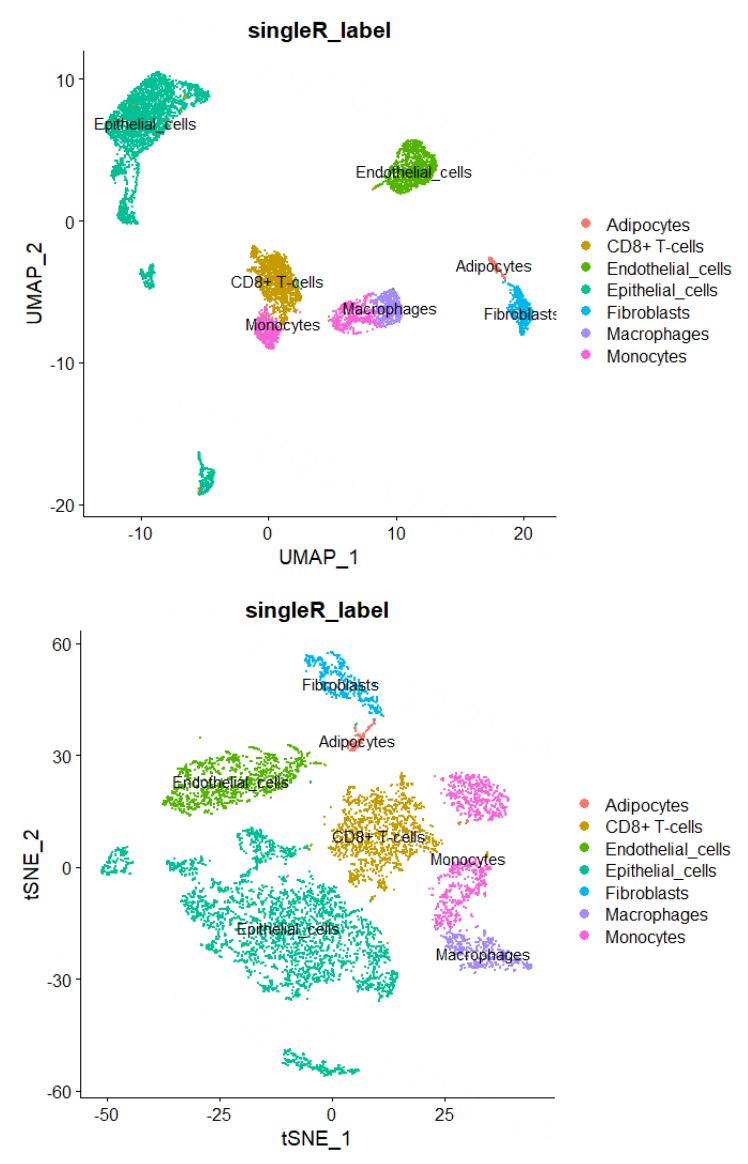 singleR_label
10
0
-10
-20
UMAP_2
-10
0
10
20
UMAP_1
Epithelial_cells
Endothelial_cells
CD8+ T-cells
Monocytes
Macrophages
Adipocytes
Fibroblasts
Adipocytes
CD8+ T-cells
Endothelial_cells
Epithelial_cells
Fibroblasts
Macrophages
Monocytes
singleR_label
60
30
0
-30
-60
tSNE_2
-50
-25
0
25
tSNE_1
Fibroblasts
Adipocytes
Endothelial_cells
CD8+ T-cells
Monocytes
Epithelial_cells
Macrophages
Adipocytes
CD8+ T-cells
Endothelial_cells
Epithelial_cells
Fibroblasts
Macrophages
Monocytes